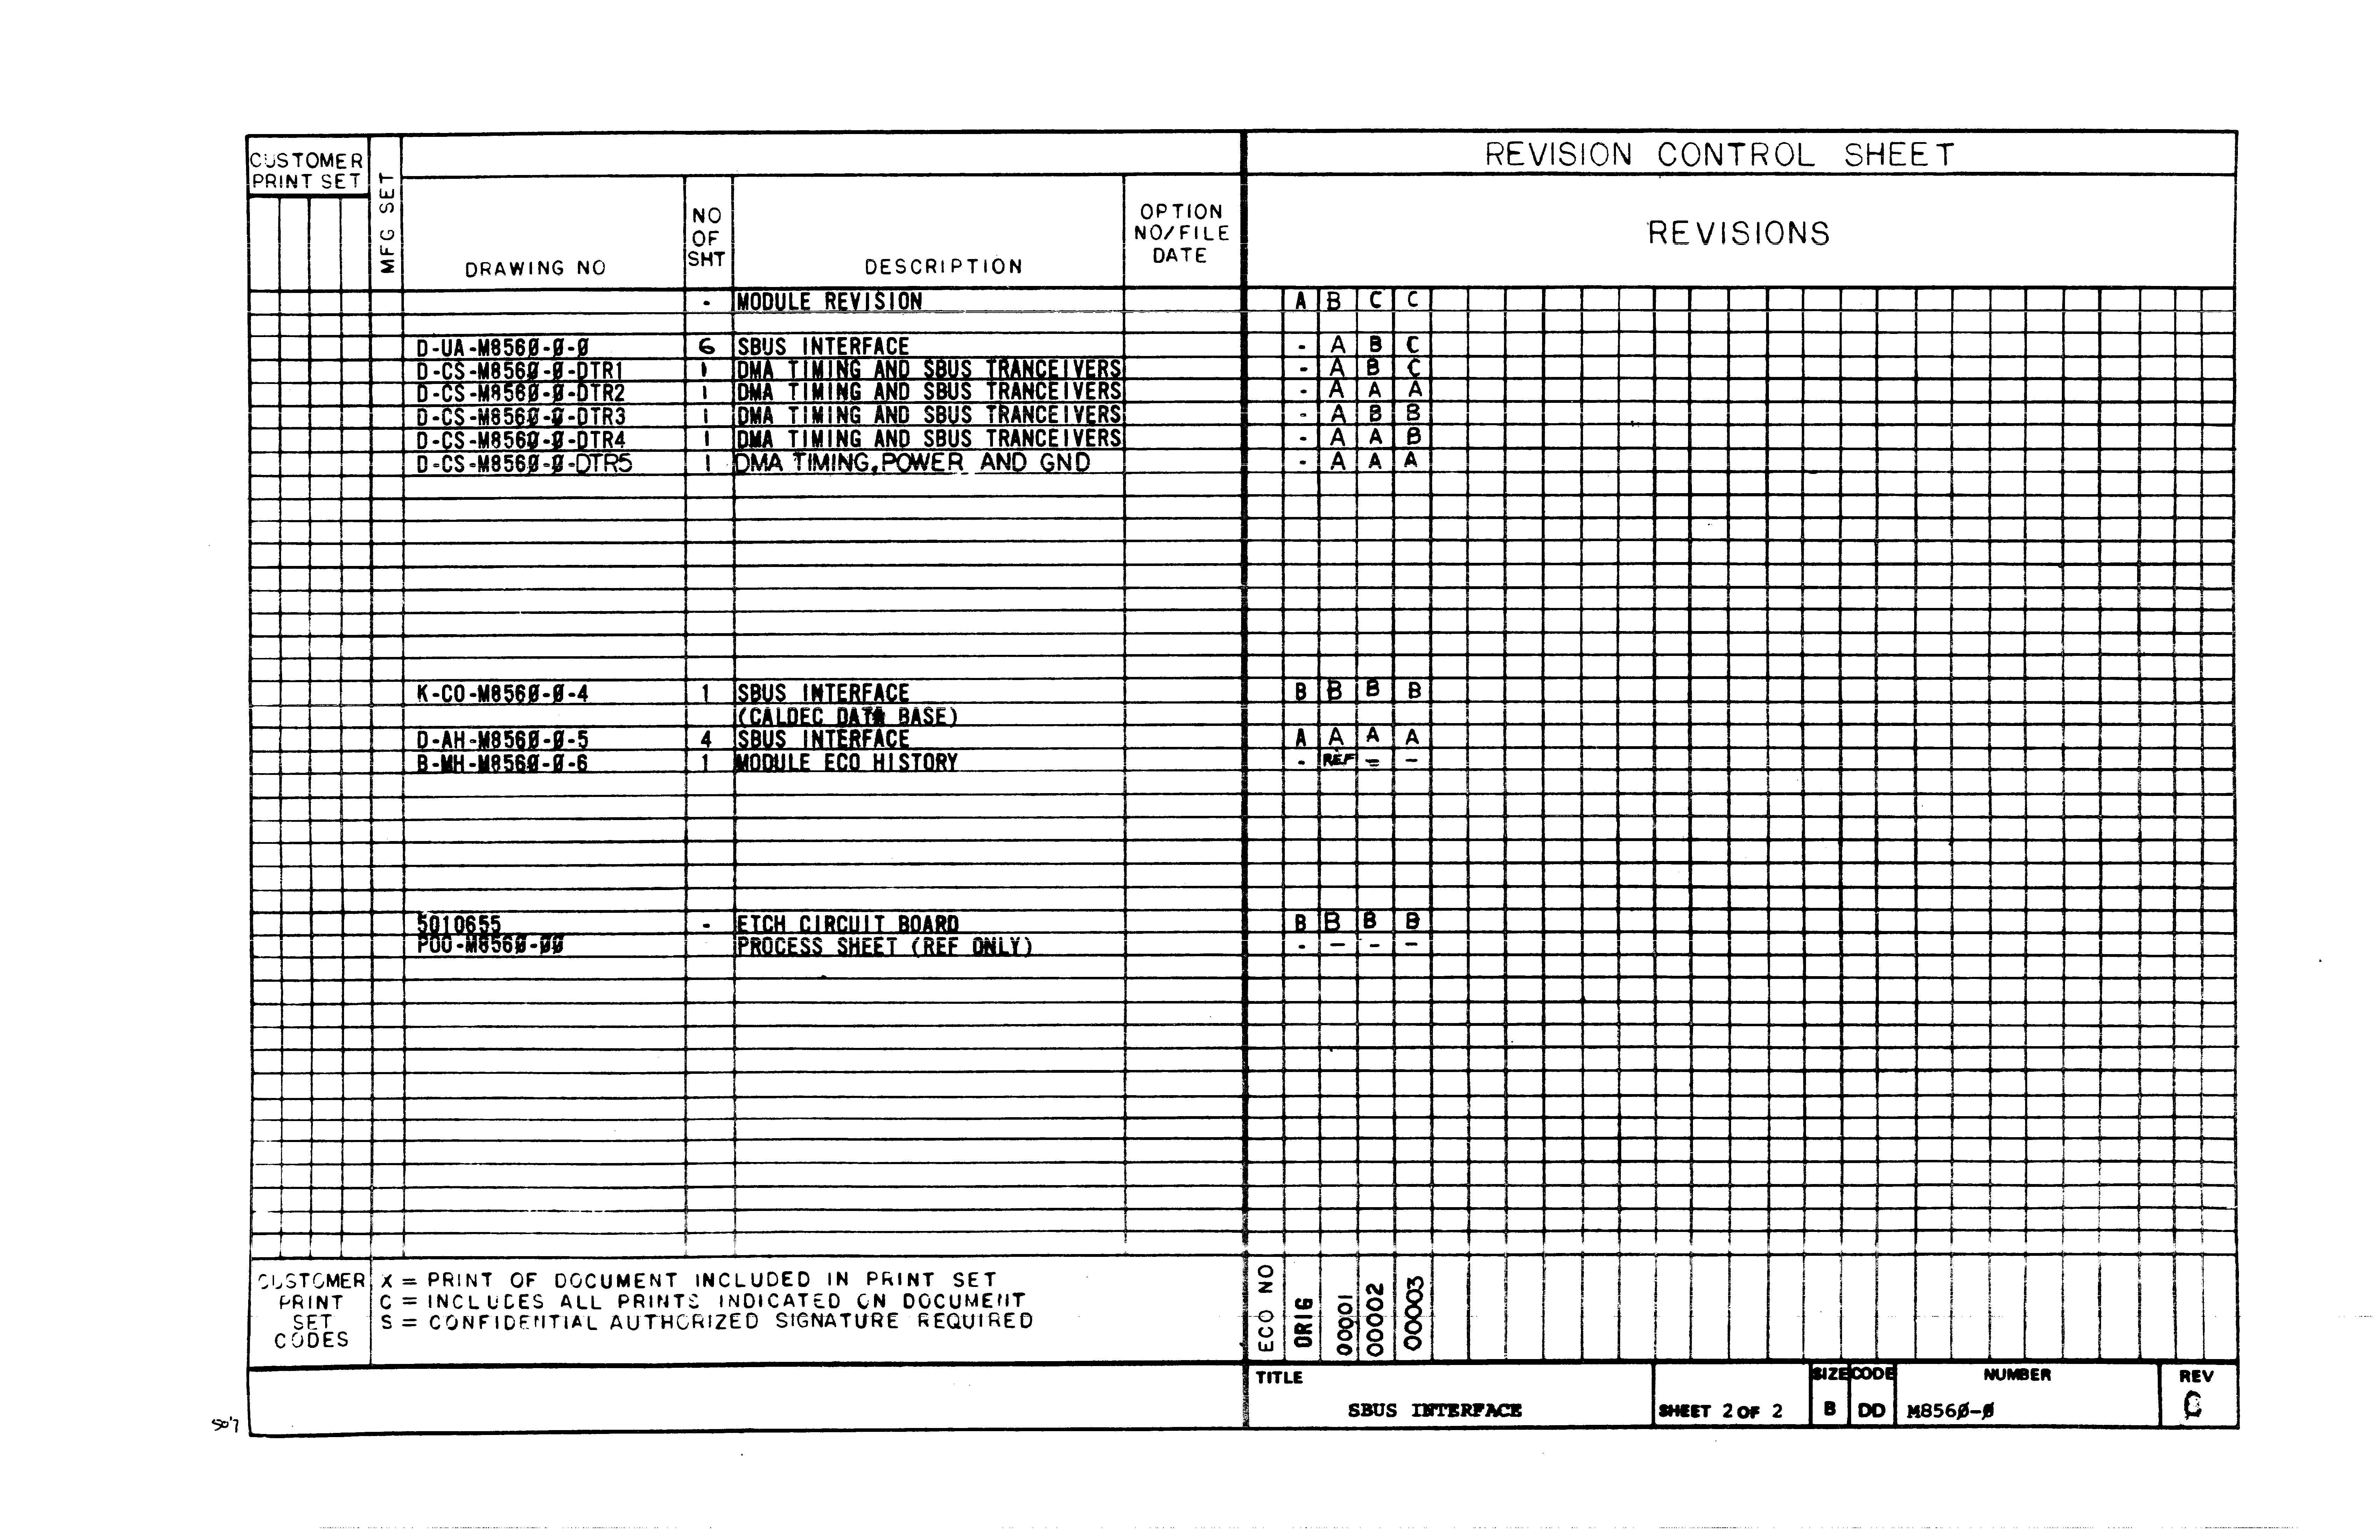 CUSTOMER PRINT SET
MFG SET
DRAWING NO
NO OF SHT
DESCRIPTION
OPTION NO/FILE DATE
REVISION CONTROL SHEET
REVISIONS
- MODULE REVISION A B C C
D-UA-M856Ø-Ø-Ø 6 SBUS INTERFACE - A B C
D-CS-M856Ø-Ø-DTR1 1 DMA TIMING AND SBUS TRANCEIVERS - A B C
D-CS-M856Ø-Ø-DTR2 1 DMA TIMING AND SBUS TRANCEIVERS - A A A
D-CS-M856Ø-Ø-DTR3 1 DMA TIMING AND SBUS TRANCEIVERS - A B B
D-CS-M856Ø-Ø-DTR4 1 DMA TIMING AND SBUS TRANCEIVERS - A A B
D-CS-M856Ø-Ø-DTR5 1 DMA TIMING, POWER AND GND - A A A
K-CO-M856Ø-Ø-4 1 SBUS INTERFACE B B B B
(CALDEC DATA BASE)
D-AH-M856Ø-Ø-5 4 SBUS INTERFACE A A A A
B-MH-M856Ø-Ø-6 1 MODULE ECO HISTORY - REF - -
5010655 - ETCH CIRCUIT BOARD B B B B
P00-M856Ø-ØØ PROCESS SHEET (REF ONLY) - - - -
CUSTOMER PRINT SET CODES
X = PRINT OF DOCUMENT INCLUDED IN PRINT SET
C = INCLUDES ALL PRINTS INDICATED ON DOCUMENT
S = CONFIDENTIAL AUTHORIZED SIGNATURE REQUIRED
ECO NO ORIG 00001 00002 00003
TITLE
SBUS INTERFACE
SHEET 2 OF 2
SIZE B
CODE DD
NUMBER M856Ø-Ø
REV C